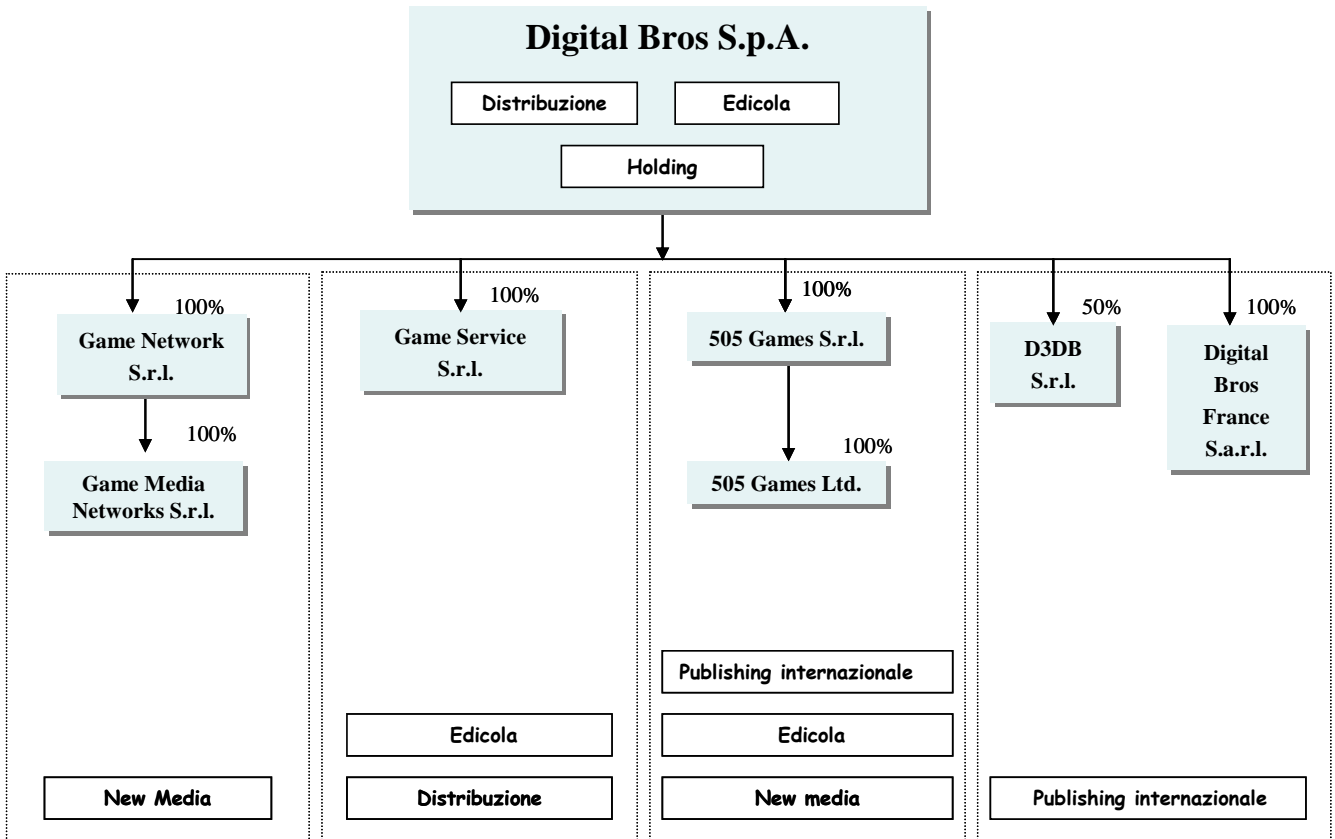 Digital Bros S.p.A.
Distribuzione
Edicola
Holding
100%
100%
100%
50%
100%
Game Network
S.r.l.
Game Service
S.r.l.
505 Games S.r.l.
D3DB
S.r.l.
Digital
Bros
France
S.a.r.l.
100%
100%
Game Media
Networks S.r.l.
505 Games Ltd.
Publishing internazionale
Edicola
Edicola
New Media
Distribuzione
New media
Publishing internazionale